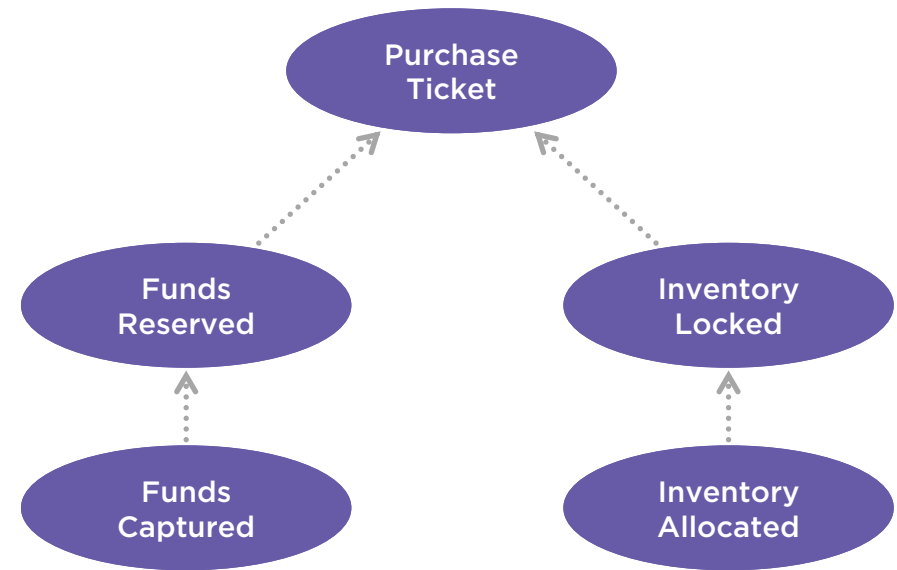 Purchase
Ticket
Funds
Reserved
Inventory
Locked
Funds
Captured
Inventory
Allocated